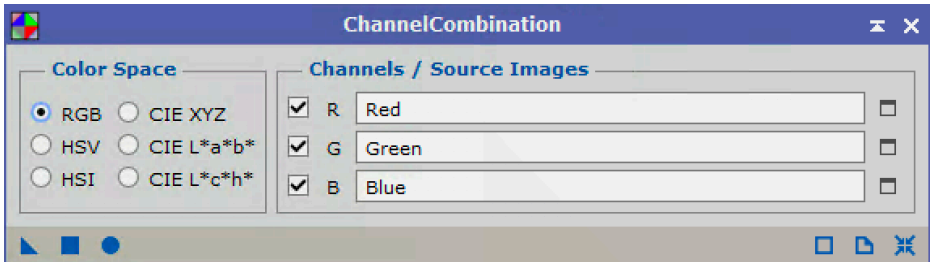 ChannelCombination
Color Space
RGB CIE XYZ
HSV CIE L*a*b*
HSI CIE L*c*h*
Channels / Source Images
R Red
G Green
B Blue